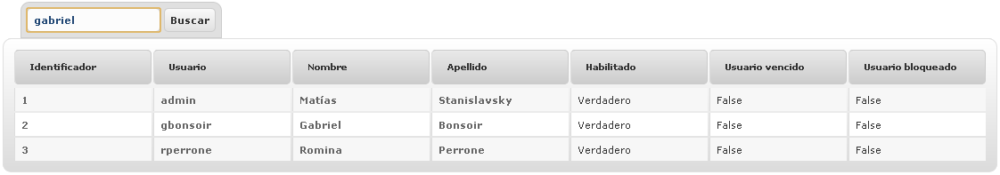 gabriel Buscar
Identificador Usuario Nombre Apellido Habilitado Usuario vencido Usuario bloqueado
1 admin Matías Stanislavsky Verdadero False False
2 gbonsoir Gabriel Bonsoir Verdadero False False
3 rperrone Romina Perrone Verdadero False False